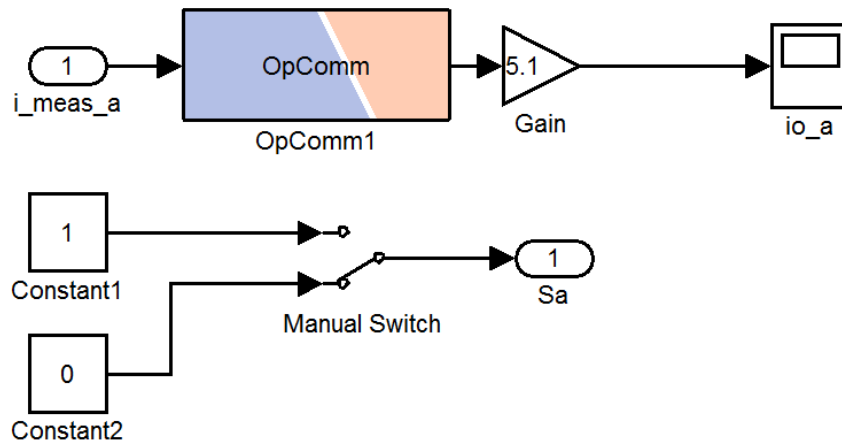 1
i_meas_a
OpComm
OpComm1
5.1
Gain
io_a
1
Constant1
Manual Switch
1
Sa
0
Constant2